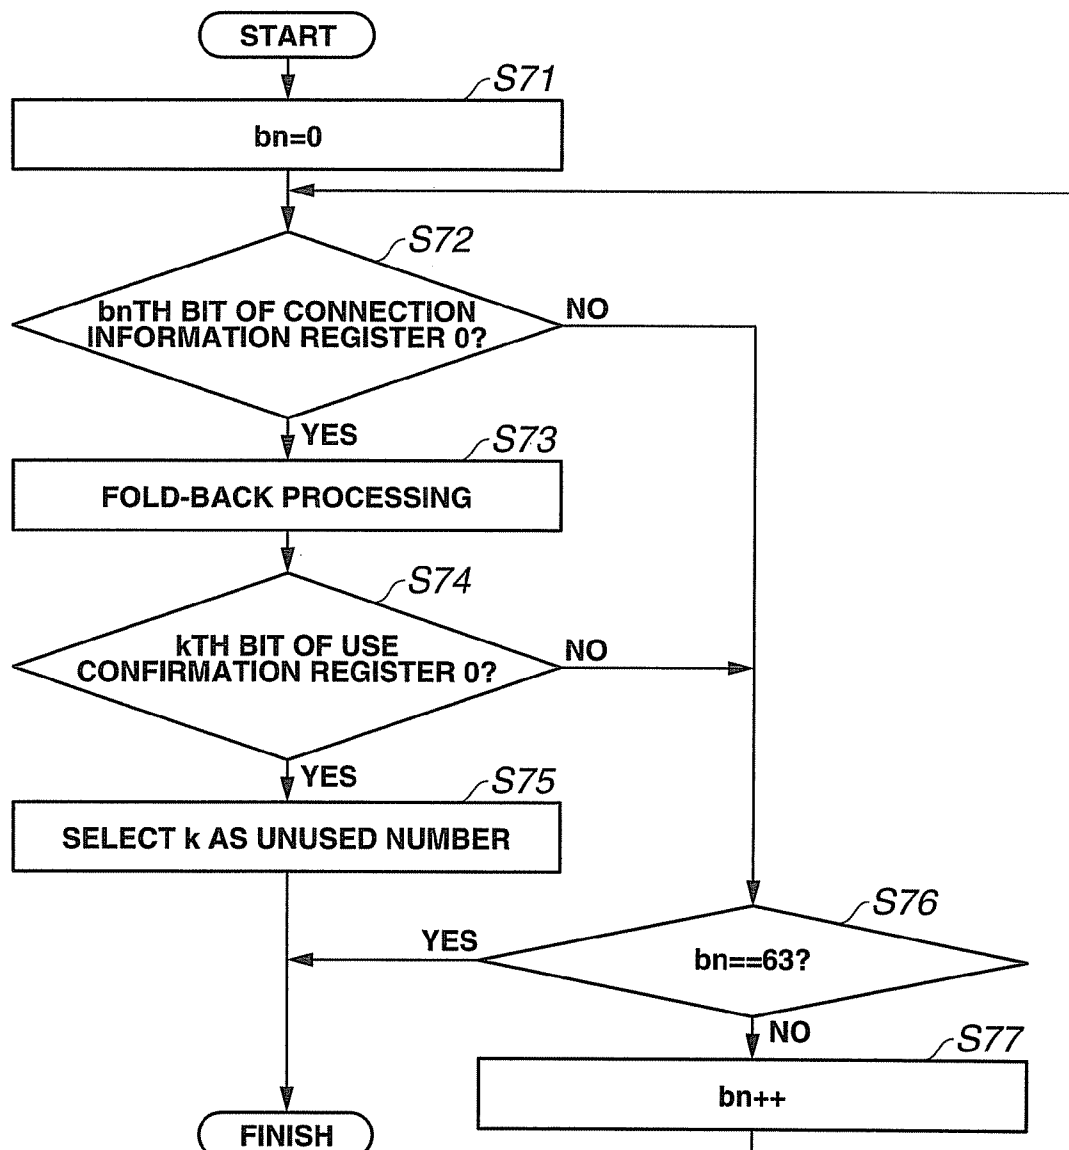 START
S71
bn=0
S72
bnTH BIT OF CONNECTION
INFORMATION REGISTER 0?
NO
YES
S73
FOLD-BACK PROCESSING
S74
kTH BIT OF USE
CONFIRMATION REGISTER 0?
NO
YES
S75
SELECT k AS UNUSED NUMBER
S76
YES
bn==63?
NO
S77
bn++
FINISH